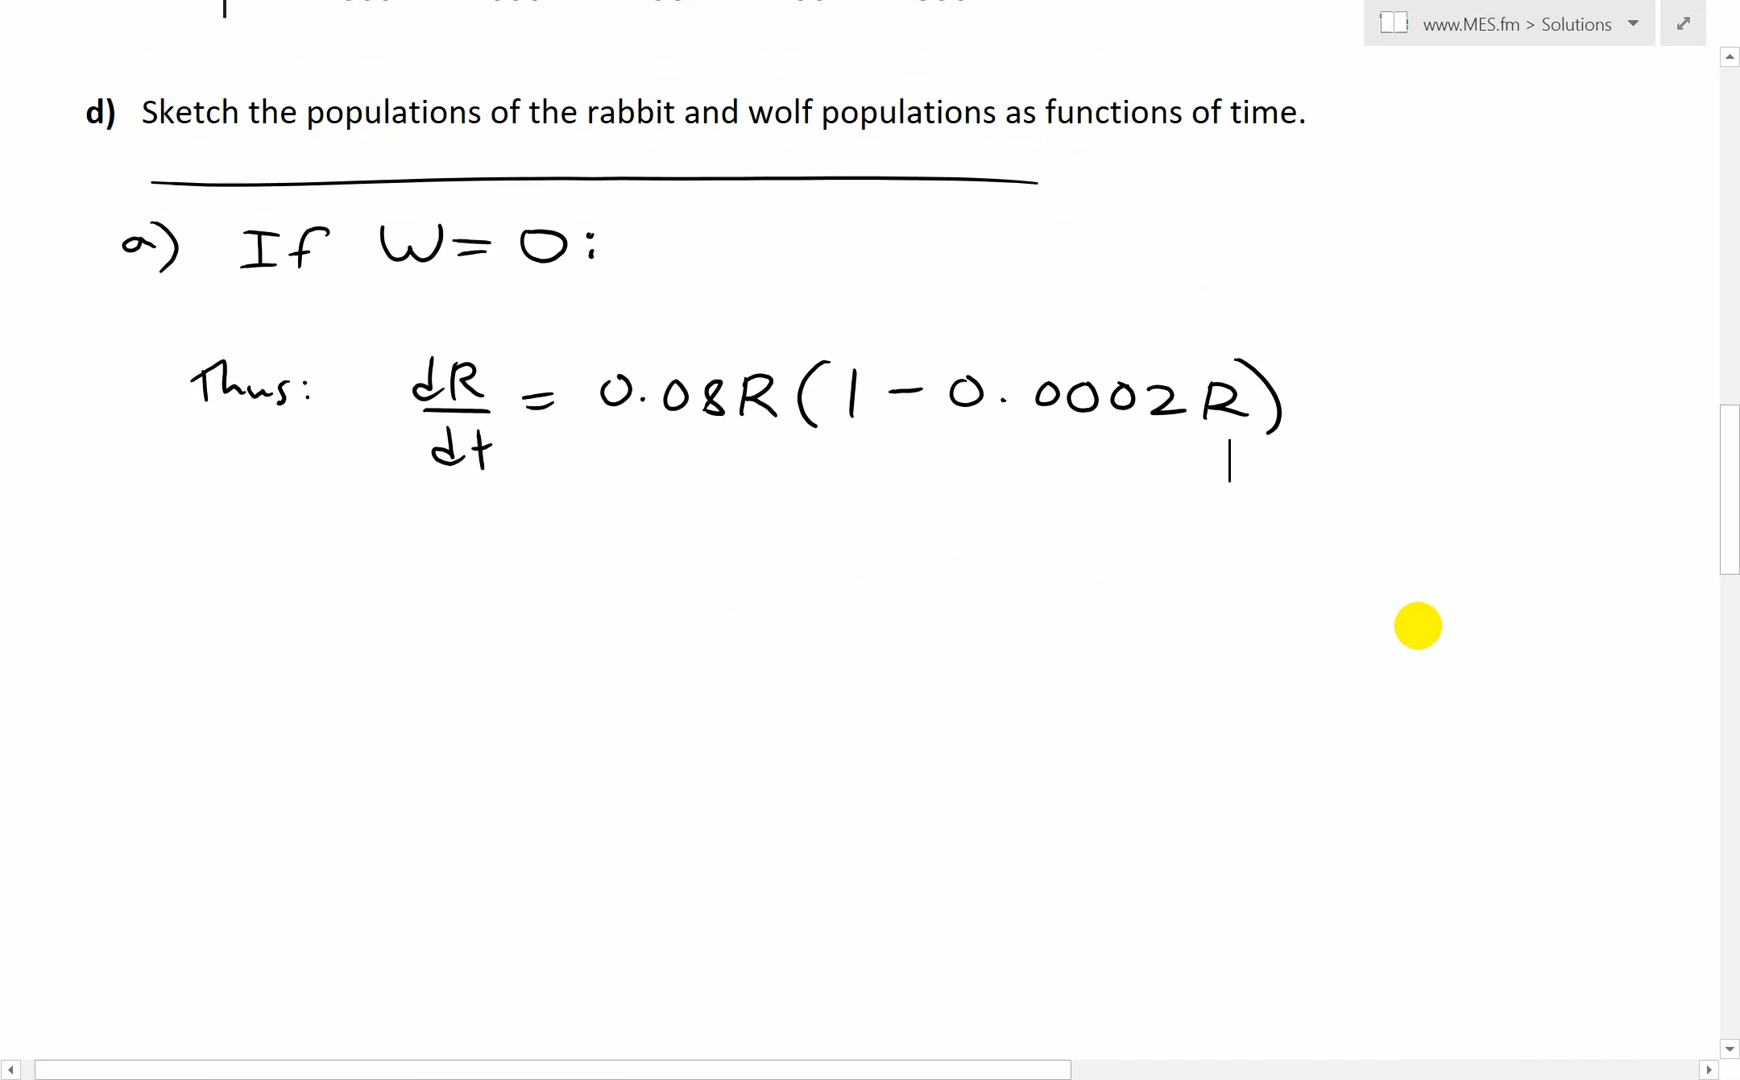 www.MES.fm > Solutions
d) Sketch the populations of the rabbit and wolf populations as functions of time.
a) If W = 0:
Thus: dR/dt = 0.08R(1 - 0.0002R)